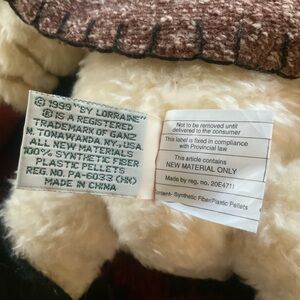 © 1999 "BY LORRAINE"
® IS A REGISTERED
TRADEMARK OF GANZ
N. TONAWANDA, NY, USA
ALL NEW MATERIALS
100% SYNTHETIC FIBER
PLASTIC PELLETS
REG. NO. PA-6033 (HK)
MADE IN
CHINA
Not to be removed until
delivered to the consumer
This label is fixed in compliance
with Provincial law
This article contains
NEW MATERIAL ONLY
Made by reg. no. 20E4711
Content- Synthetic Fiber/Plastic Pellets